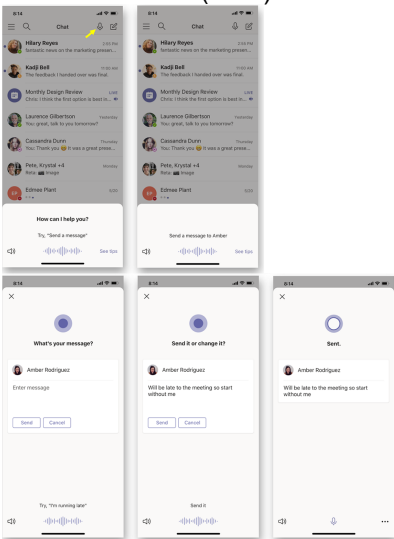 8:14
Chat
Hilary Reyes
fantastic news on the marketing presen...
Kadji Bell 11:00 AM
The feedback I handed over was final.
Monthly Design Review LIVE
Chris: I think the first option is best in...
Laurence Gilbertson Yesterday
You: great, talk to you tomorrow?
Cassandra Dunn Thursday
You: Thank you 😀 It was a great prese...
Pete, Krystal +4 Monday
Reta: 📷 image
EP Edmee Plant
How can I help you?
Try, "Send a message"
See tips
8:14
Chat
Hilary Reyes
fantastic news on the marketing presen...
Kadji Bell 11:00 AM
The feedback I handed over was final.
Monthly Design Review LIVE
Chris: I think the first option is best in...
Laurence Gilbertson Yesterday
You: great, talk to you tomorrow?
Cassandra Dunn Thursday
You: Thank you 😀 It was a great prese...
Pete, Krystal +4 Monday
Reta: 📷 image
EP Edmee Plant
Send a message to Amber
See tips
8:14
What's your message?
Amber Rodriguez
Enter message
Send Cancel
Try, "I'm running late"
8:14
Send it or change it?
Amber Rodriguez
Will be late to the meeting so start
without me
Send Cancel
Send it
8:14
Sent.
Amber Rodriguez
Will be late to the meeting so start
without me